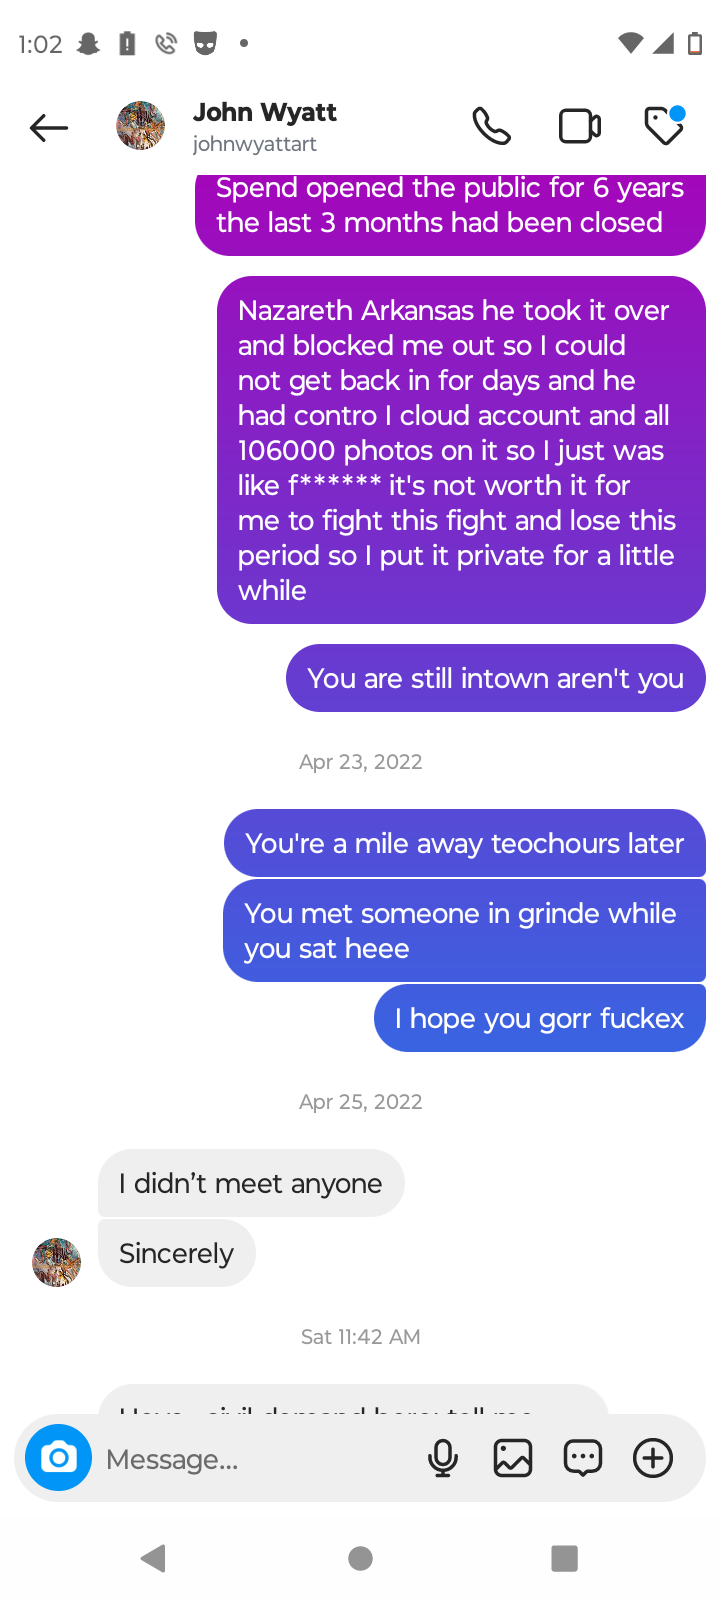 1:02
John Wyatt
johnwyattart
Spend opened the public for 6 years
the last 3 months had been closed
Nazareth Arkansas he took it over
and blocked me out so I could
not get back in for days and he
had contro I cloud account and all
106000 photos on it so I just was
like f****** it's not worth it for
me to fight this fight and lose this
period so I put it private for a little
while
You are still intown aren't you
Apr 23, 2022
You're a mile away teochours later
You met someone in grinde while
you sat heee
I hope you gorr fuckex
Apr 25, 2022
I didn’t meet anyone
Sincerely
Sat 11:42 AM
civil demand
tell me
Message...